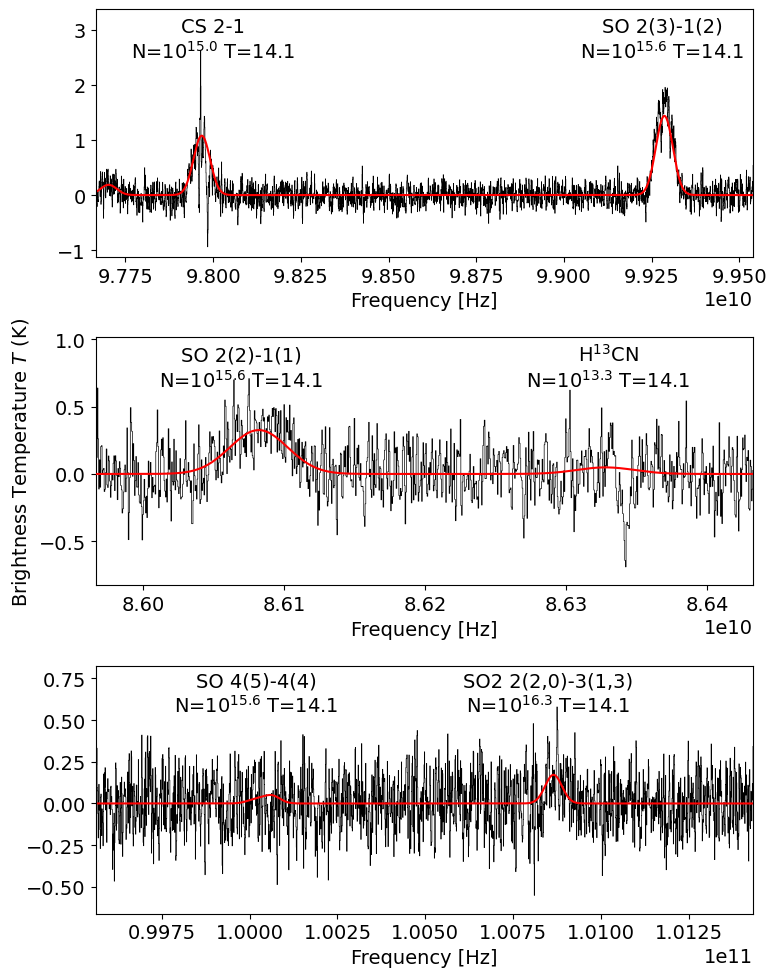 CS 2-1
N=10^15.0 T=14.1
SO 2(3)-1(2)
N=10^15.6 T=14.1
3
2
1
0
−1
9.775 9.800 9.825 9.850 9.875 9.900 9.925 9.950
Frequency [Hz]
1e10
Brightness Temperature T (K)
SO 2(2)-1(1)
N=10^15.6 T=14.1
H^13CN
N=10^13.3 T=14.1
1.0
0.5
0.0
−0.5
8.60 8.61 8.62 8.63 8.64
Frequency [Hz]
1e10
SO 4(5)-4(4)
N=10^15.6 T=14.1
SO2 2(2,0)-3(1,3)
N=10^16.3 T=14.1
0.75
0.50
0.25
0.00
−0.25
−0.50
0.9975 1.0000 1.0025 1.0050 1.0075 1.0100 1.0125
Frequency [Hz]
1e11